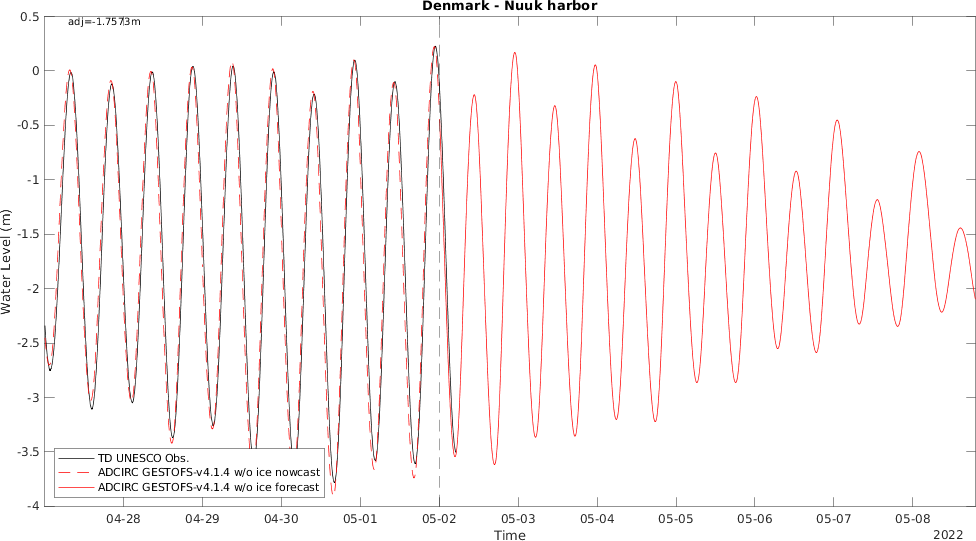 Denmark - Nuuk harbor
adj=-1.7573m
0.5
0
-0.5
-1
-1.5
-2
-2.5
-3
-3.5
-4
Water Level (m)
TD UNESCO Obs.
ADCIRC GESTOFS-v4.1.4 w/o ice nowcast
ADCIRC GESTOFS-v4.1.4 w/o ice forecast
04-28 04-29 04-30 05-01 05-02 05-03 05-04 05-05 05-06 05-07 05-08
Time
2022